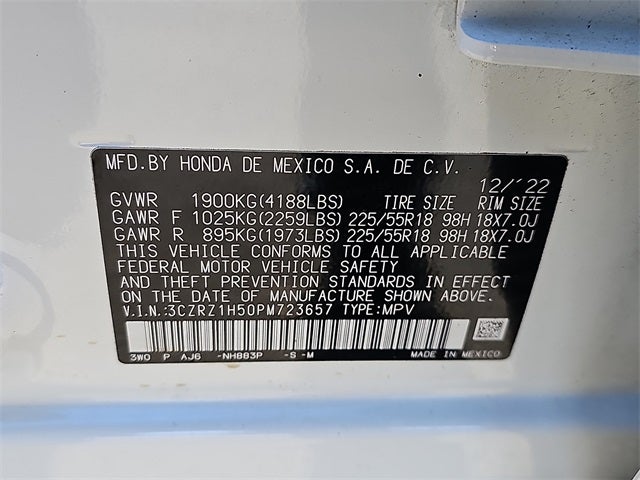 MFD.BY HONDA DE MEXICO S.A. DE C.V.
12/'22
GVWR 1900KG(4188LBS) TIRE SIZE RIM SIZE
GAWR F 1025KG(2259LBS) 225/55R18 98H 18X7.0J
GAWR R 895KG(1973LBS) 225/55R18 98H 18X7.0J
THIS VEHICLE CONFORMS TO ALL APPLICABLE
FEDERAL MOTOR VEHICLE SAFETY
AND THEFT PREVENTION STANDARDS IN EFFECT
ON THE DATE OF MANUFACTURE SHOWN ABOVE.
V.I.N.:3CZRZ1H50PM723657 TYPE:MPV
3W0 P AJ6 -NH883P -S-M MADE IN MEXICO